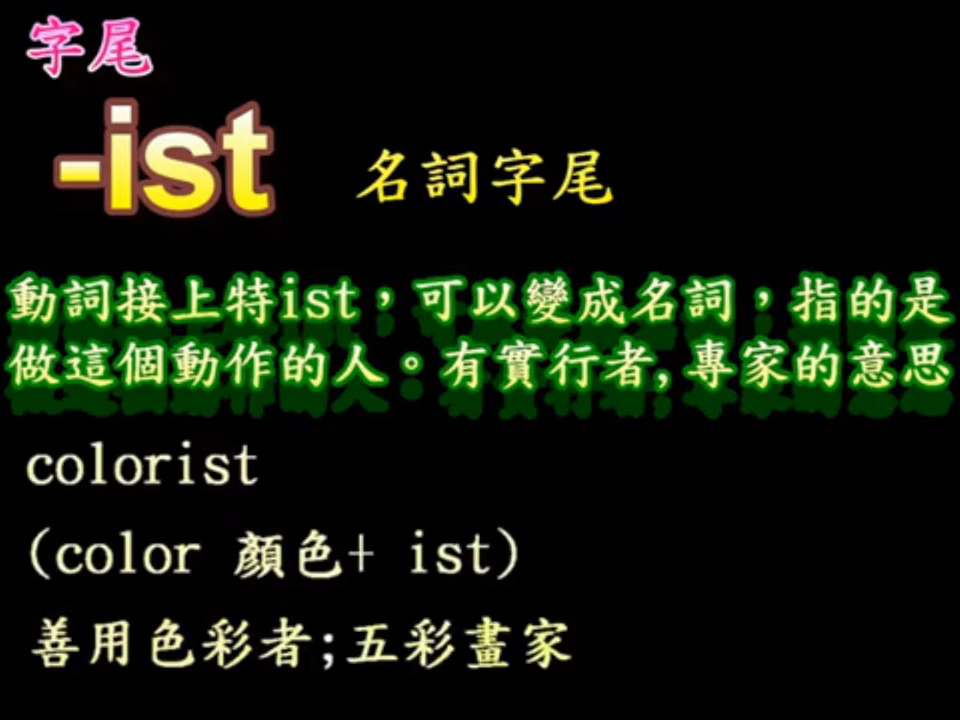 字尾
-ist 名詞字尾
動詞接上特ist，可以變成名詞，指的是
做這個動作的人。有實行者,專家的意思
colorist
(color 顏色+ ist)
善用色彩者;五彩畫家